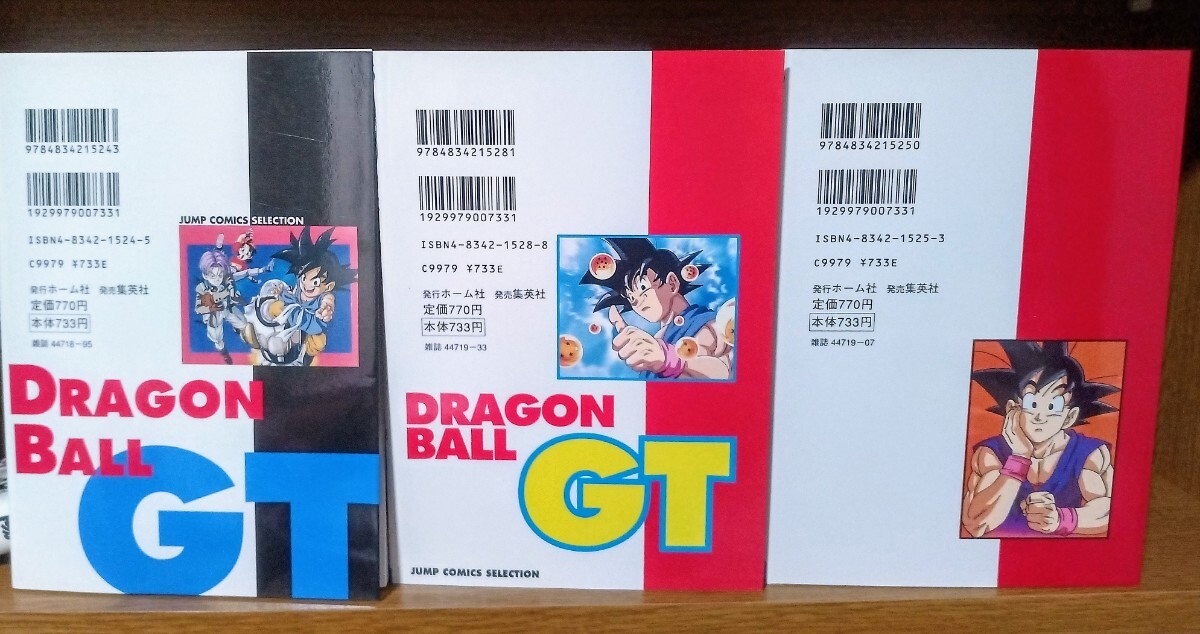 9784834215243
1929979007331
JUMP COMICS SELECTION
ISBN4-8342-1524-5
C9979 ¥733E
発行ホーム社 発売集英社
定価770円
本体733円
雑誌 44718-95
DRAGON
BALL
GT
9784834215281
1929979007331
ISBN4-8342-1528-8
C9979 ¥733E
発行ホーム社 発売集英社
定価770円
本体733円
雑誌 44719-33
DRAGON
BALL
GT
JUMP COMICS SELECTION
9784834215250
1929979007331
ISBN4-8342-1525-3
C9979 ¥733E
発行ホーム社 発売集英社
定価770円
本体733円
雑誌 44719-07